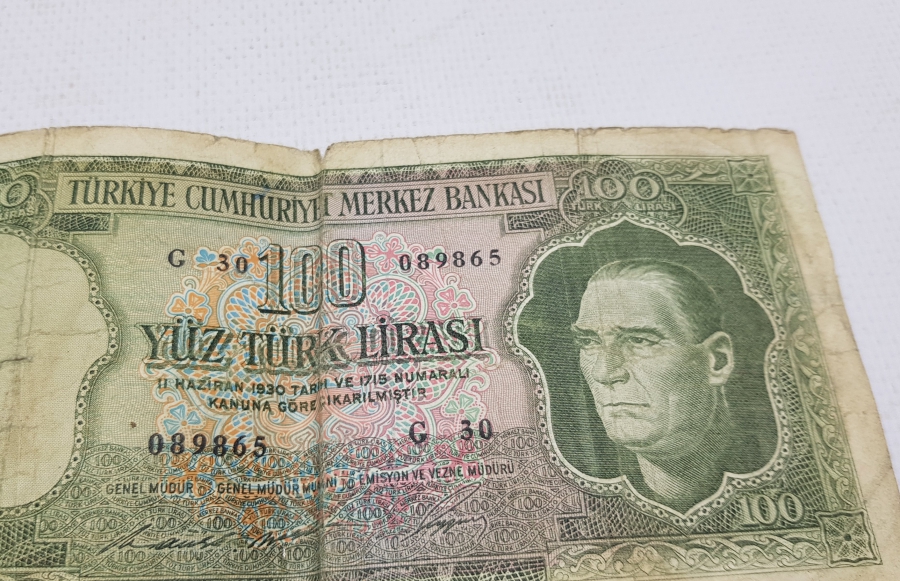 TÜRKİYE CUMHURİYET MERKEZ BANKASI
100
TÜRK LİRASI
G 30 089865
100
YÜZ TÜRK LİRASI
11 HAZİRAN 1930 TARİH VE 1715 NUMARALI
KANUNA GÖRE ÇIKARILMIŞTIR
089865 G 30
GENEL MÜDÜR GENEL MÜDÜR EMİSYON VE VEZNE MÜDÜRÜ
100